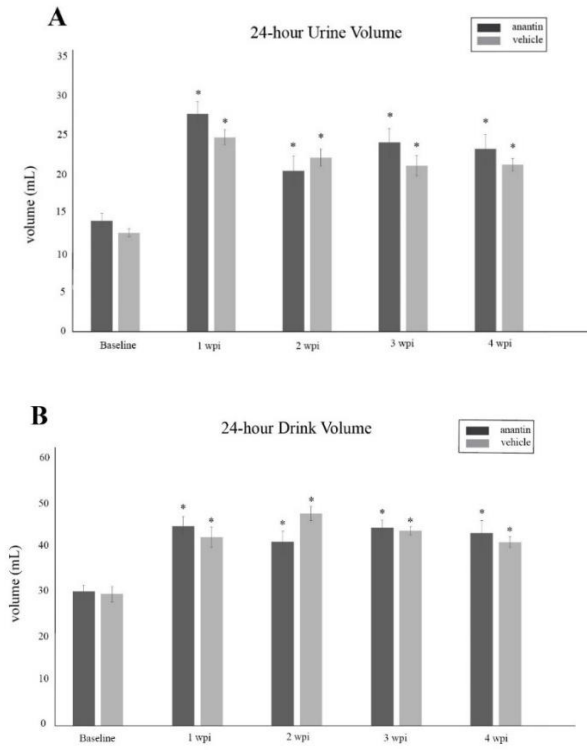 A
24-hour Urine Volume
anantin
vehicle
volume (mL)
35
30
25
20
15
10
5
0
* * * * * * * *
Baseline 1 wpi 2 wpi 3 wpi 4 wpi
B
24-hour Drink Volume
anantin
vehicle
volume (mL)
60
50
40
30
20
10
0
* * * * * * * *
Baseline 1 wpi 2 wpi 3 wpi 4 wpi